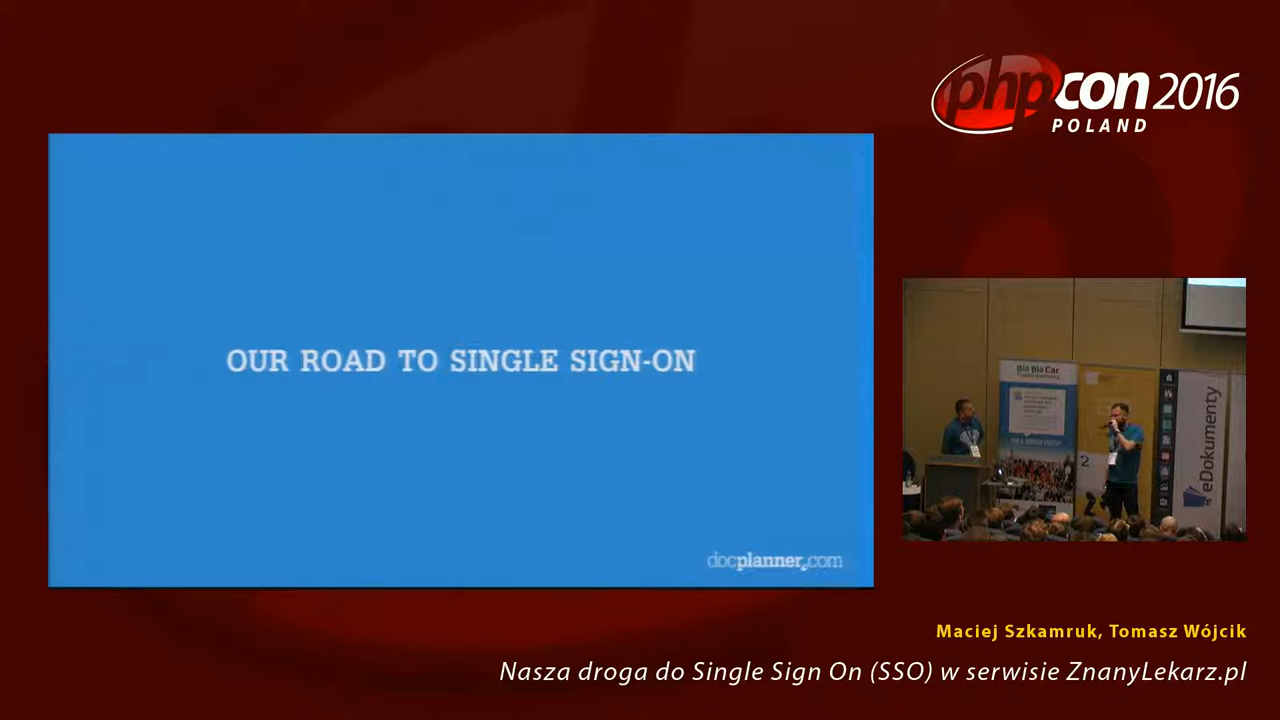 phpcon 2016
POLAND
OUR ROAD TO SINGLE SIGN-ON
docplanner.com
Bla Bla Car
2
eDokumenty
Maciej Szkamruk, Tomasz Wójcik
Nasza droga do Single Sign On (SSO) w serwisie ZnanyLekarz.pl